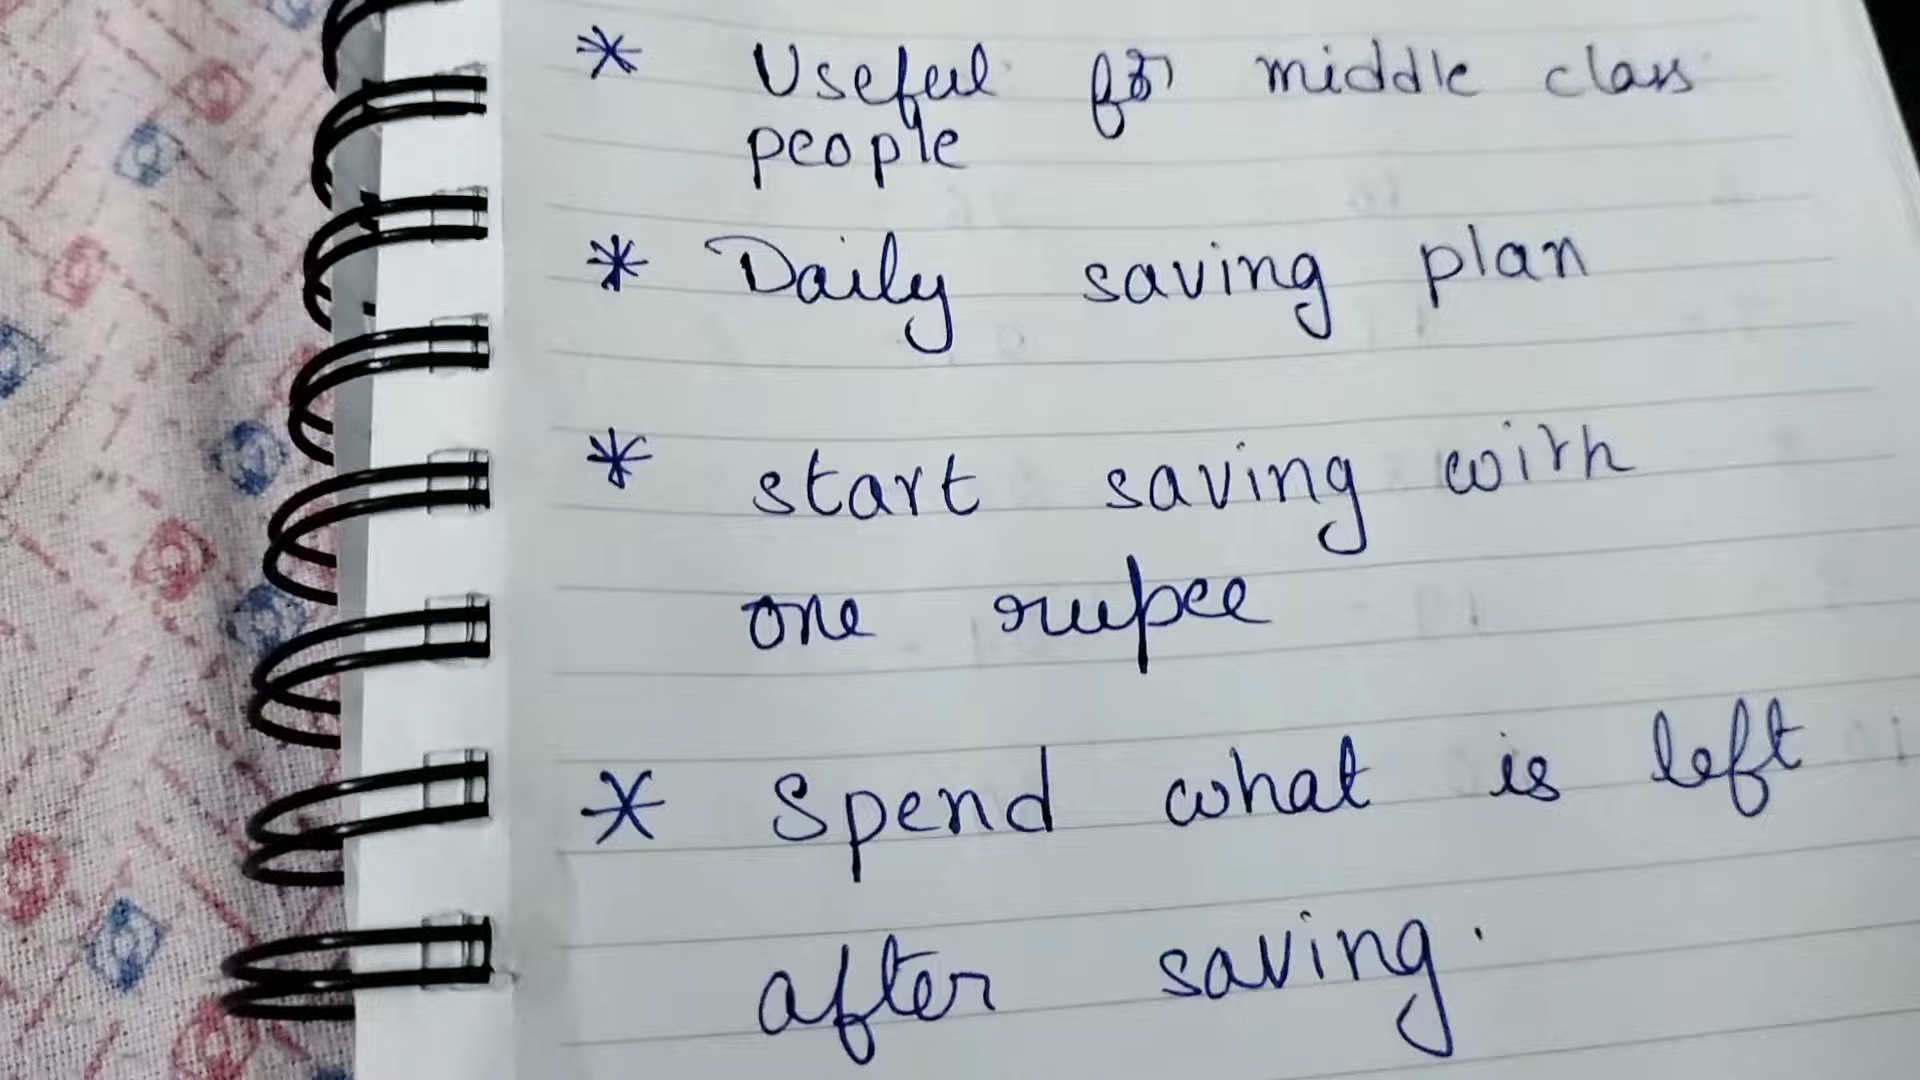 * Useful for middle class
people
* Daily saving plan
* start saving with
one rupee
* Spend what is left
after saving.